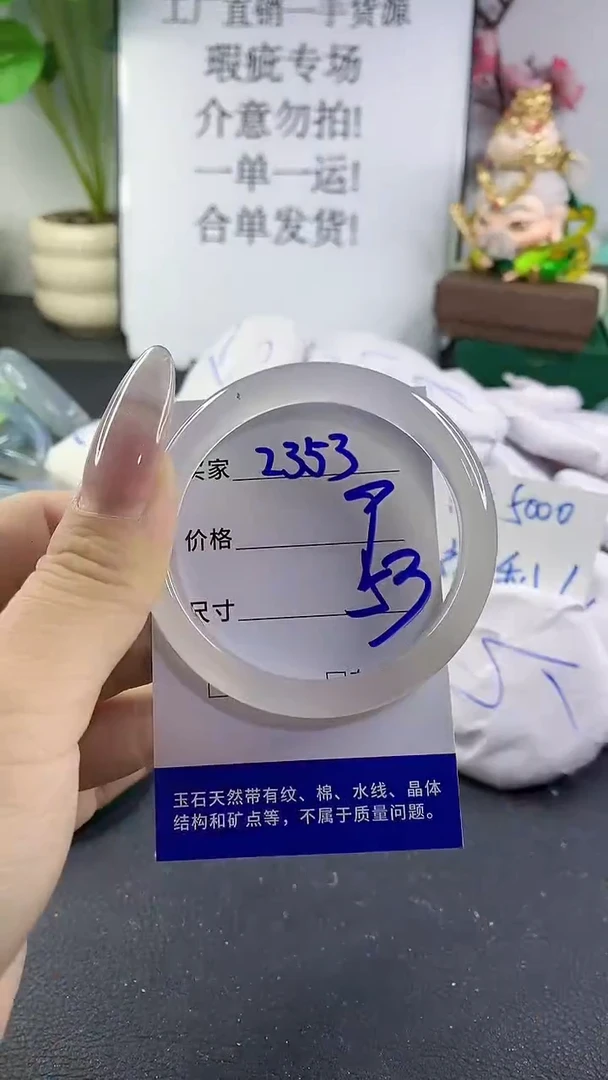 工厂直销一手货源
瑕疵专场
介意勿拍!
一单一运!
合单发货!
家 2353
价格
尺寸 53
5000
玉石天然带有纹、棉、水线、晶体
结构和矿点等，不属于质量问题。